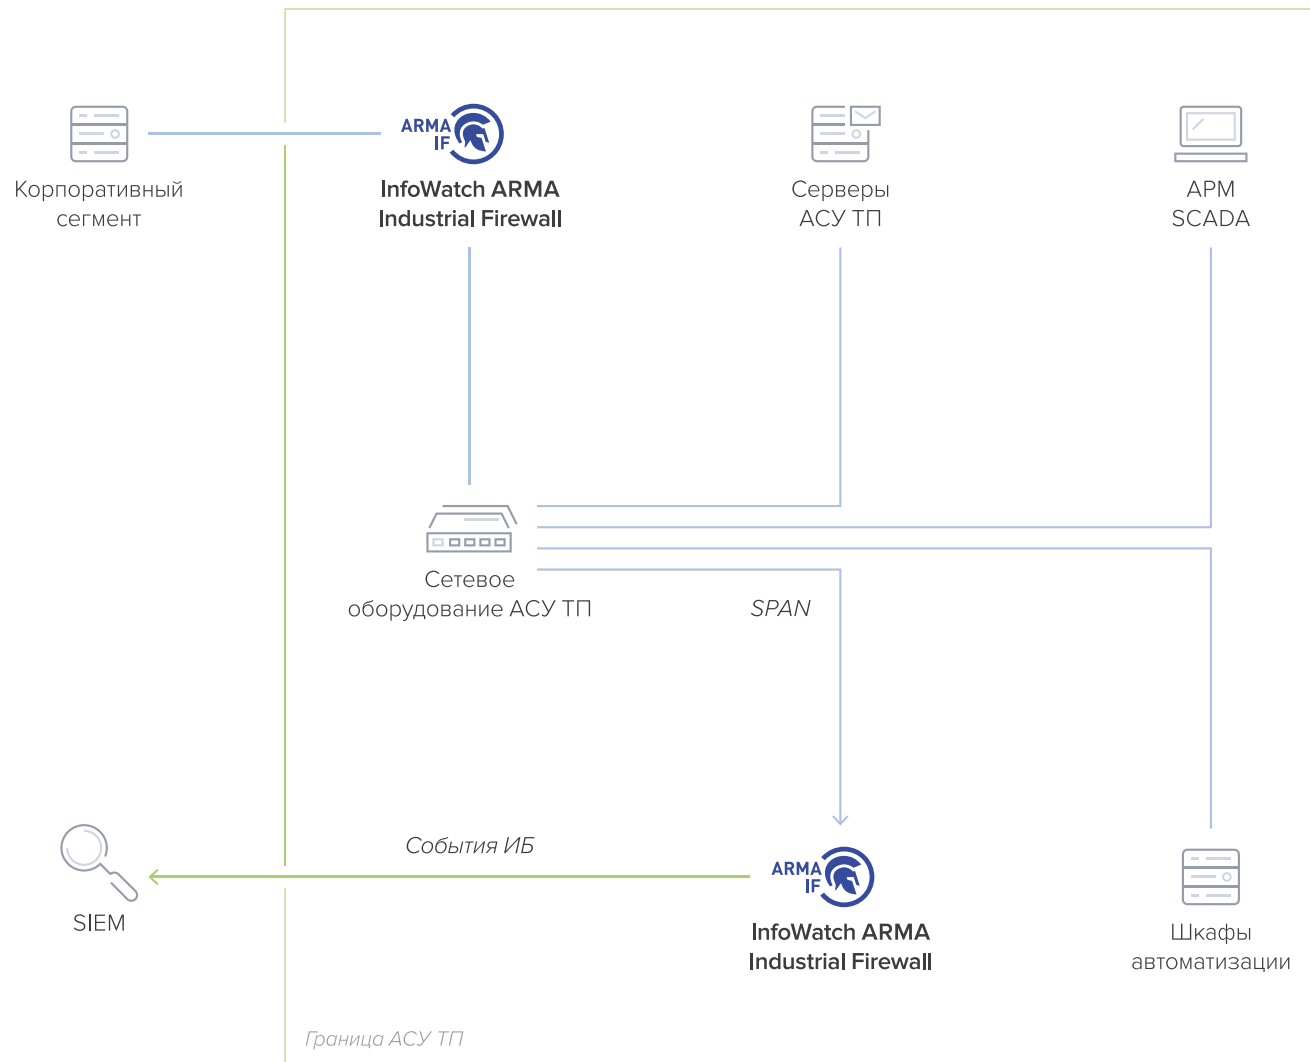 ARMA
IF
Корпоративный
сегмент
InfoWatch ARMA
Industrial Firewall
Серверы
АСУ ТП
АРМ
SCADA
Сетевое
оборудование АСУ ТП
SPAN
События ИБ
SIEM
ARMA
IF
InfoWatch ARMA
Industrial Firewall
Шкафы
автоматизации
Граница АСУ ТП